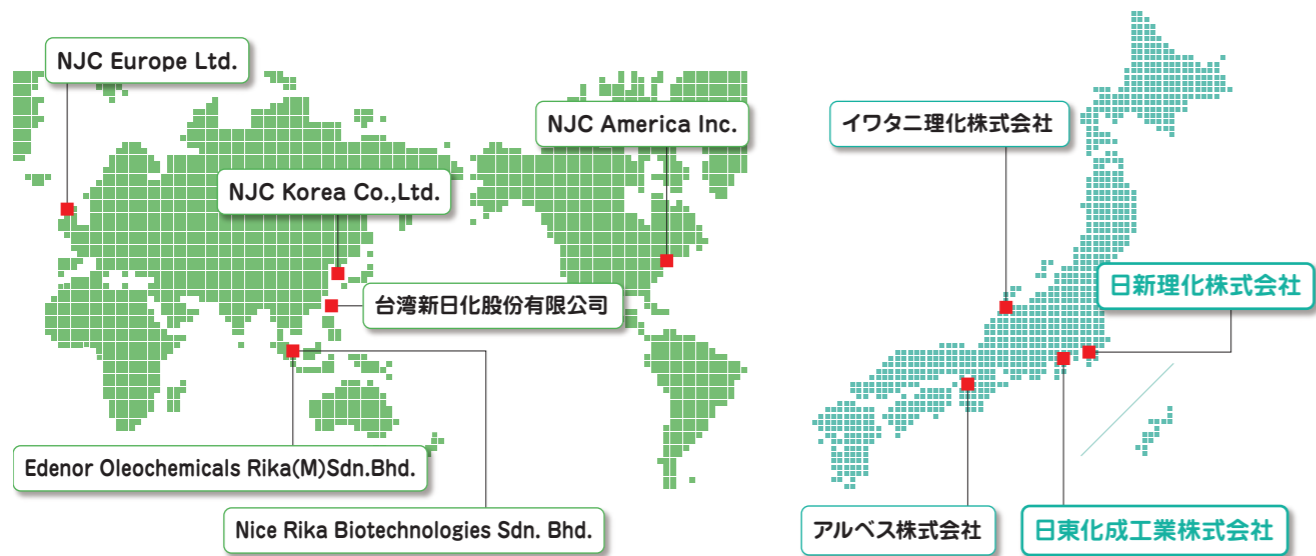 NJC Europe Ltd.
NJC America Inc.
NJC Korea Co.,Ltd.
台湾新日化股份有限公司
Edenor Oleochemicals Rika(M)Sdn.Bhd.
Nice Rika Biotechnologies Sdn. Bhd.
イワタニ理化株式会社
日新理化株式会社
アルベス株式会社
日東化成工業株式会社